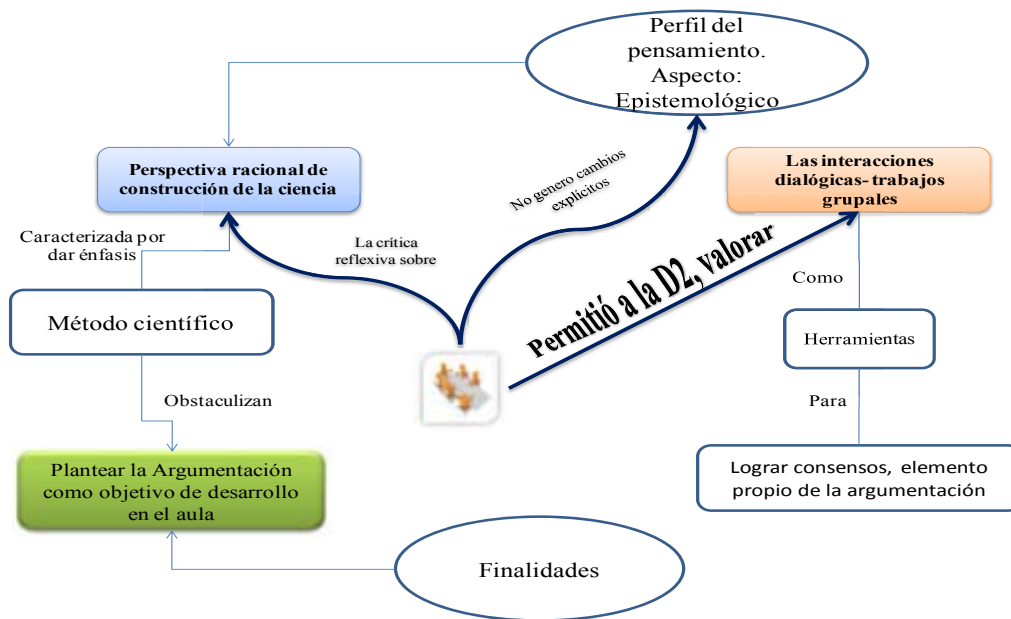 Perfil del
pensamiento.
Aspecto:
Epistemológico
Perspectiva racional de
construcción de la ciencia
No genero cambios
explícitos
Las interacciones
dialógicas- trabajos
grupales
Caracterizada por
dar énfasis
La crítica
reflexiva sobre
Permitió a la D2, valorar
Como
Método científico
Herramientas
Obstaculizan
Para
Plantear la Argumentación
como objetivo de desarrollo
en el aula
Lograr consensos, elemento
propio de la argumentación
Finalidades